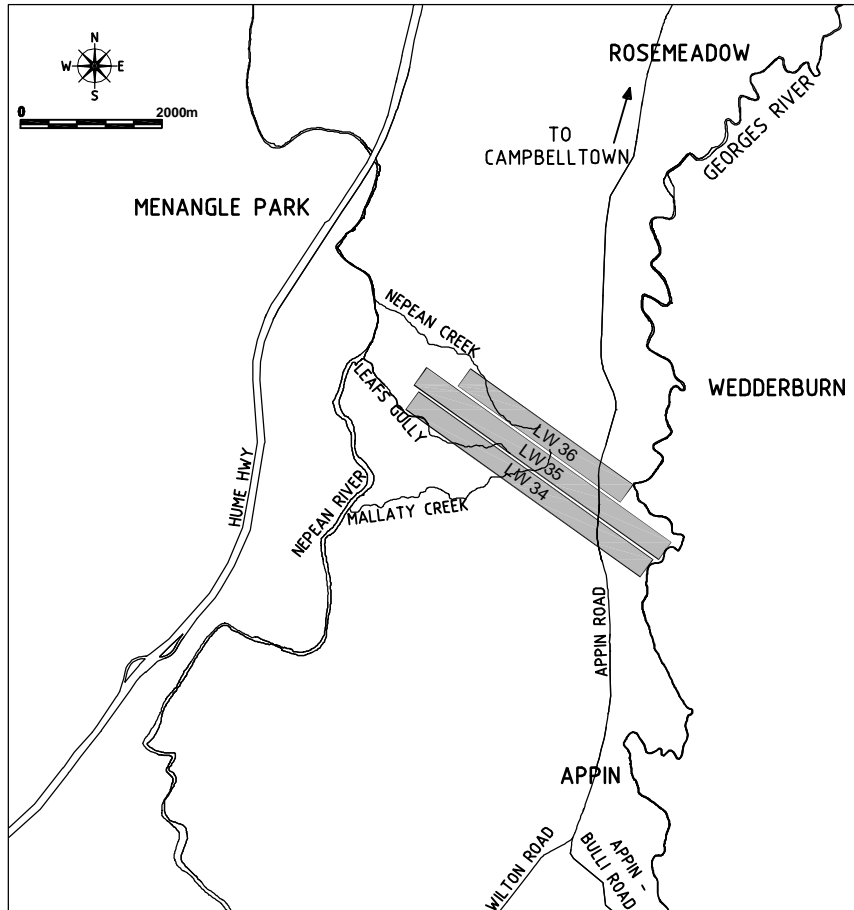 N
W
E
S
0
2000m
ROSEMEADOW
TO
CAMPBELLTOWN
GEORGES RIVER
MENANGLE PARK
NEPEAN CREEK
LEAFS GULLY
WEDDERBURN
LW 36
LW 35
LW 34
HUME HWY
NEPEAN RIVER
MALLATY CREEK
APPIN ROAD
APPIN
WILTON ROAD
APPIN -
BULLI ROAD